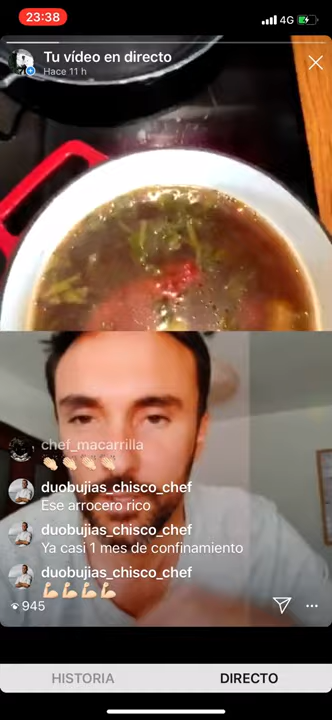 23:38
4G
Tu vídeo en directo
Hace 11 h
chef_macarrilla
👏🏻👏🏻👏🏻👏🏻
duobujias_chisco_chef
Ese arrocero rico
duobujias_chisco_chef
Ya casi 1 mes de confinamiento
duobujias_chisco_chef
💪🏻💪🏻💪🏻💪🏻
945
HISTORIA
DIRECTO